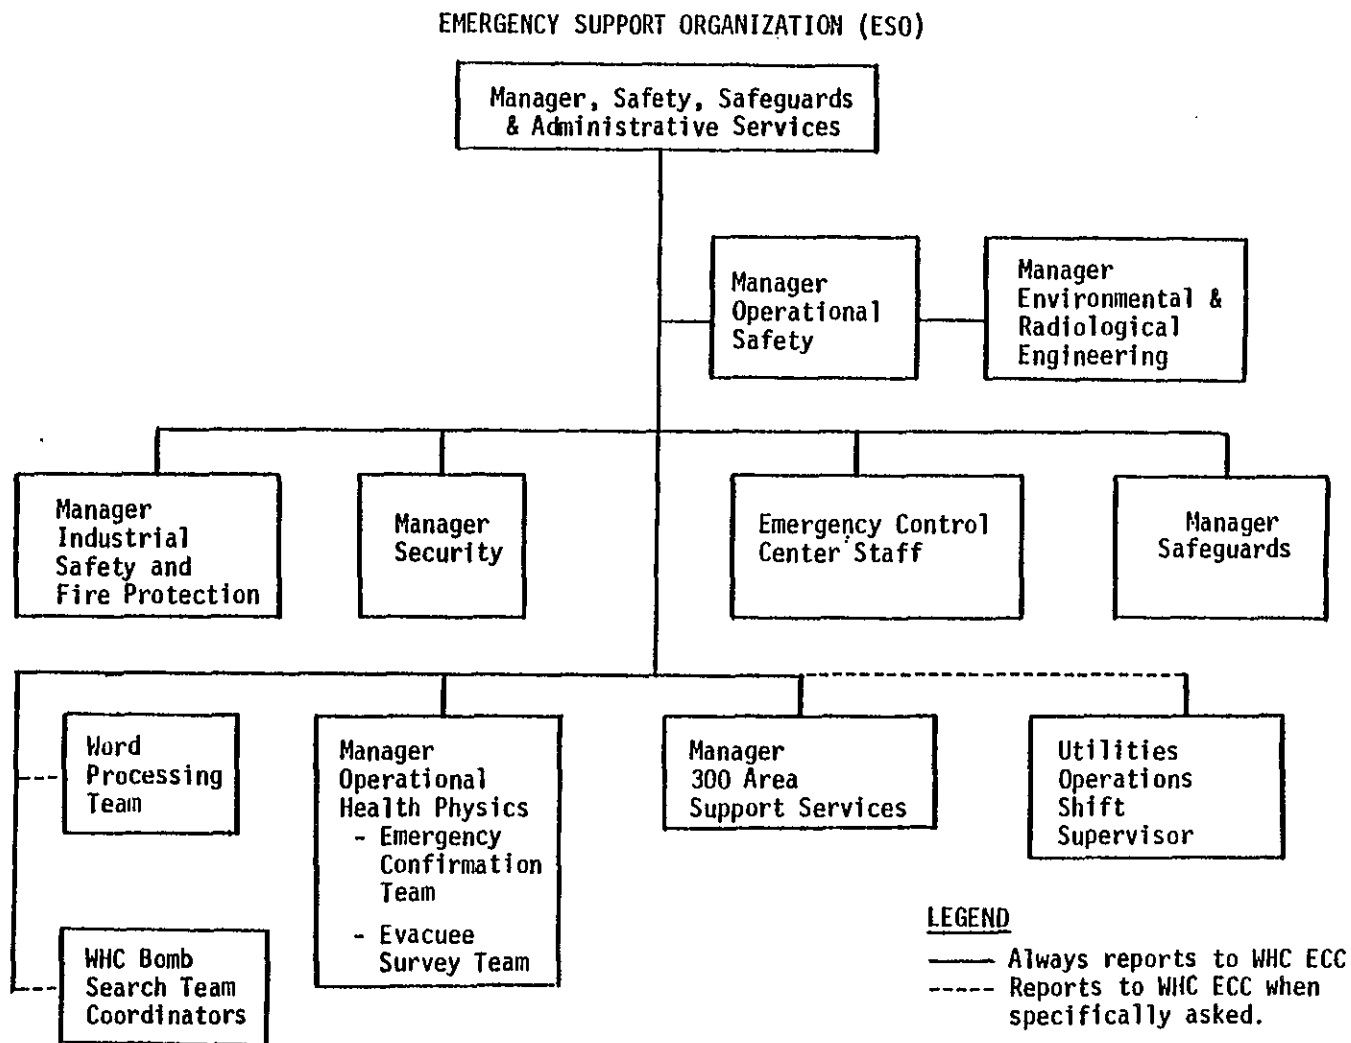 EMERGENCY SUPPORT ORGANIZATION (ESO)
Manager, Safety, Safeguards
& Administrative Services
Manager
Operational
Safety
Manager
Environmental &
Radiological
Engineering
Manager
Industrial
Safety and
Fire Protection
Manager
Security
Emergency Control
Center Staff
Manager
Safeguards
Word
Processing
Team
Manager
Operational
Health Physics
- Emergency
Confirmation
Team
- Evacuee
Survey Team
Manager
300 Area
Support Services
Utilities
Operations
Shift
Supervisor
WHC Bomb
Search Team
Coordinators
LEGEND
Always reports to WHC ECC
Reports to WHC ECC when
specifically asked.